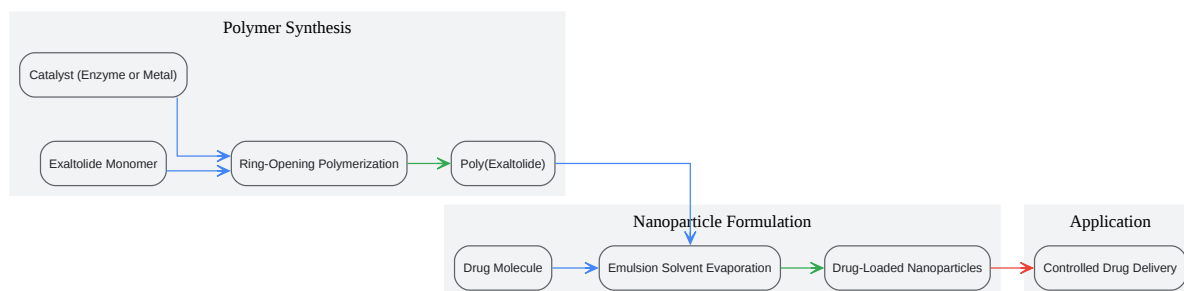 Polymer Synthesis
Catalyst (Enzyme or Metal)
Exaltolide Monomer
Ring-Opening Polymerization
Poly(Exaltolide)
Nanoparticle Formulation
Drug Molecule
Emulsion Solvent Evaporation
Drug-Loaded Nanoparticles
Application
Controlled Drug Delivery